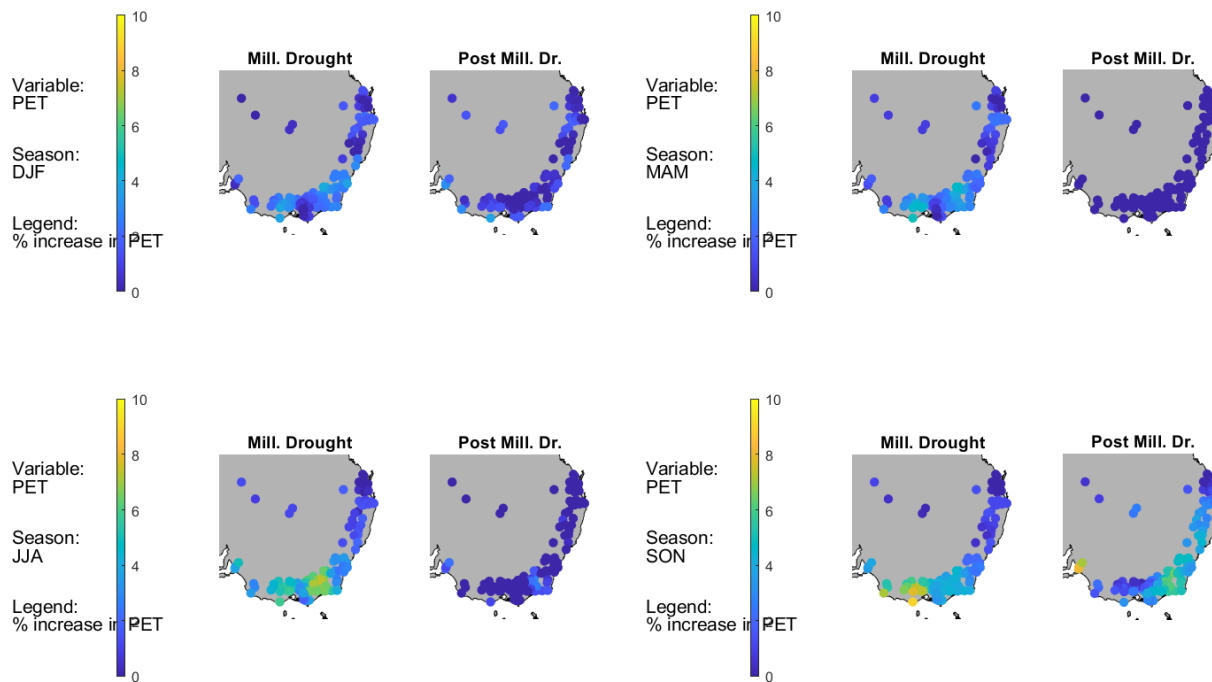 10
8
6
4
2
0
Variable:
PET
Season:
DJF
Legend:
% increase in PET
Mill. Drought
Post Mill. Dr.
10
8
6
4
2
0
Variable:
PET
Season:
MAM
Legend:
% increase in PET
Mill. Drought
Post Mill. Dr.
10
8
6
4
2
0
Variable:
PET
Season:
JJA
Legend:
% increase in PET
Mill. Drought
Post Mill. Dr.
10
8
6
4
2
0
Variable:
PET
Season:
SON
Legend:
% increase in PET
Mill. Drought
Post Mill. Dr.